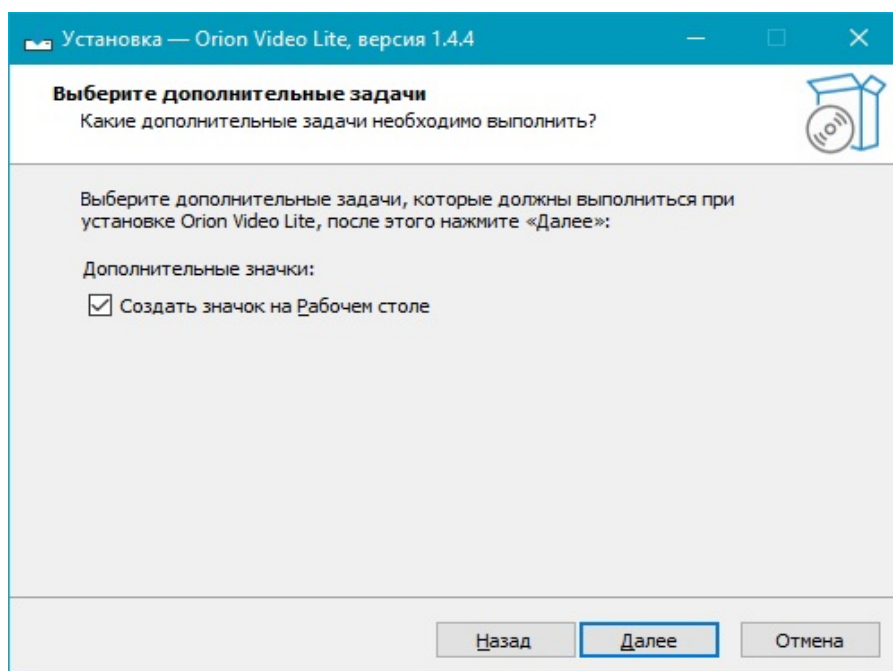 Установка — Orion Video Lite, версия 1.4.4
Выберите дополнительные задачи
Какие дополнительные задачи необходимо выполнить?
Выберите дополнительные задачи, которые должны выполниться при
установке Orion Video Lite, после этого нажмите «Далее»:
Дополнительные значки:
Создать значок на Рабочем столе
Назад
Далее
Отмена